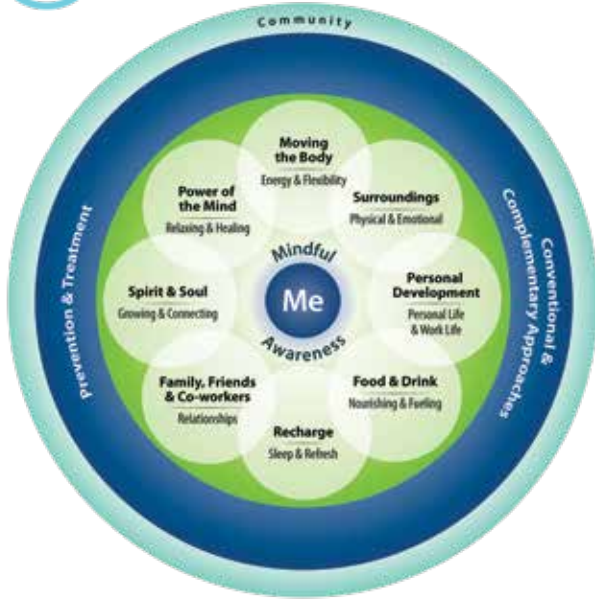 Community
Moving
the Body
Energy & Flexibility
Power of
the Mind
Relaxing & Healing
Surroundings
Physical & Emotional
Mindful
Me
Awareness
Spirit & Soul
Growing & Connecting
Personal
Development
Personal Life
& Work Life
Family, Friends
& Co-workers
Relationships
Food & Drink
Nourishing & Fueling
Recharge
Sleep & Refresh
Prevention & Treatment
Conventional &
Complementary Approaches